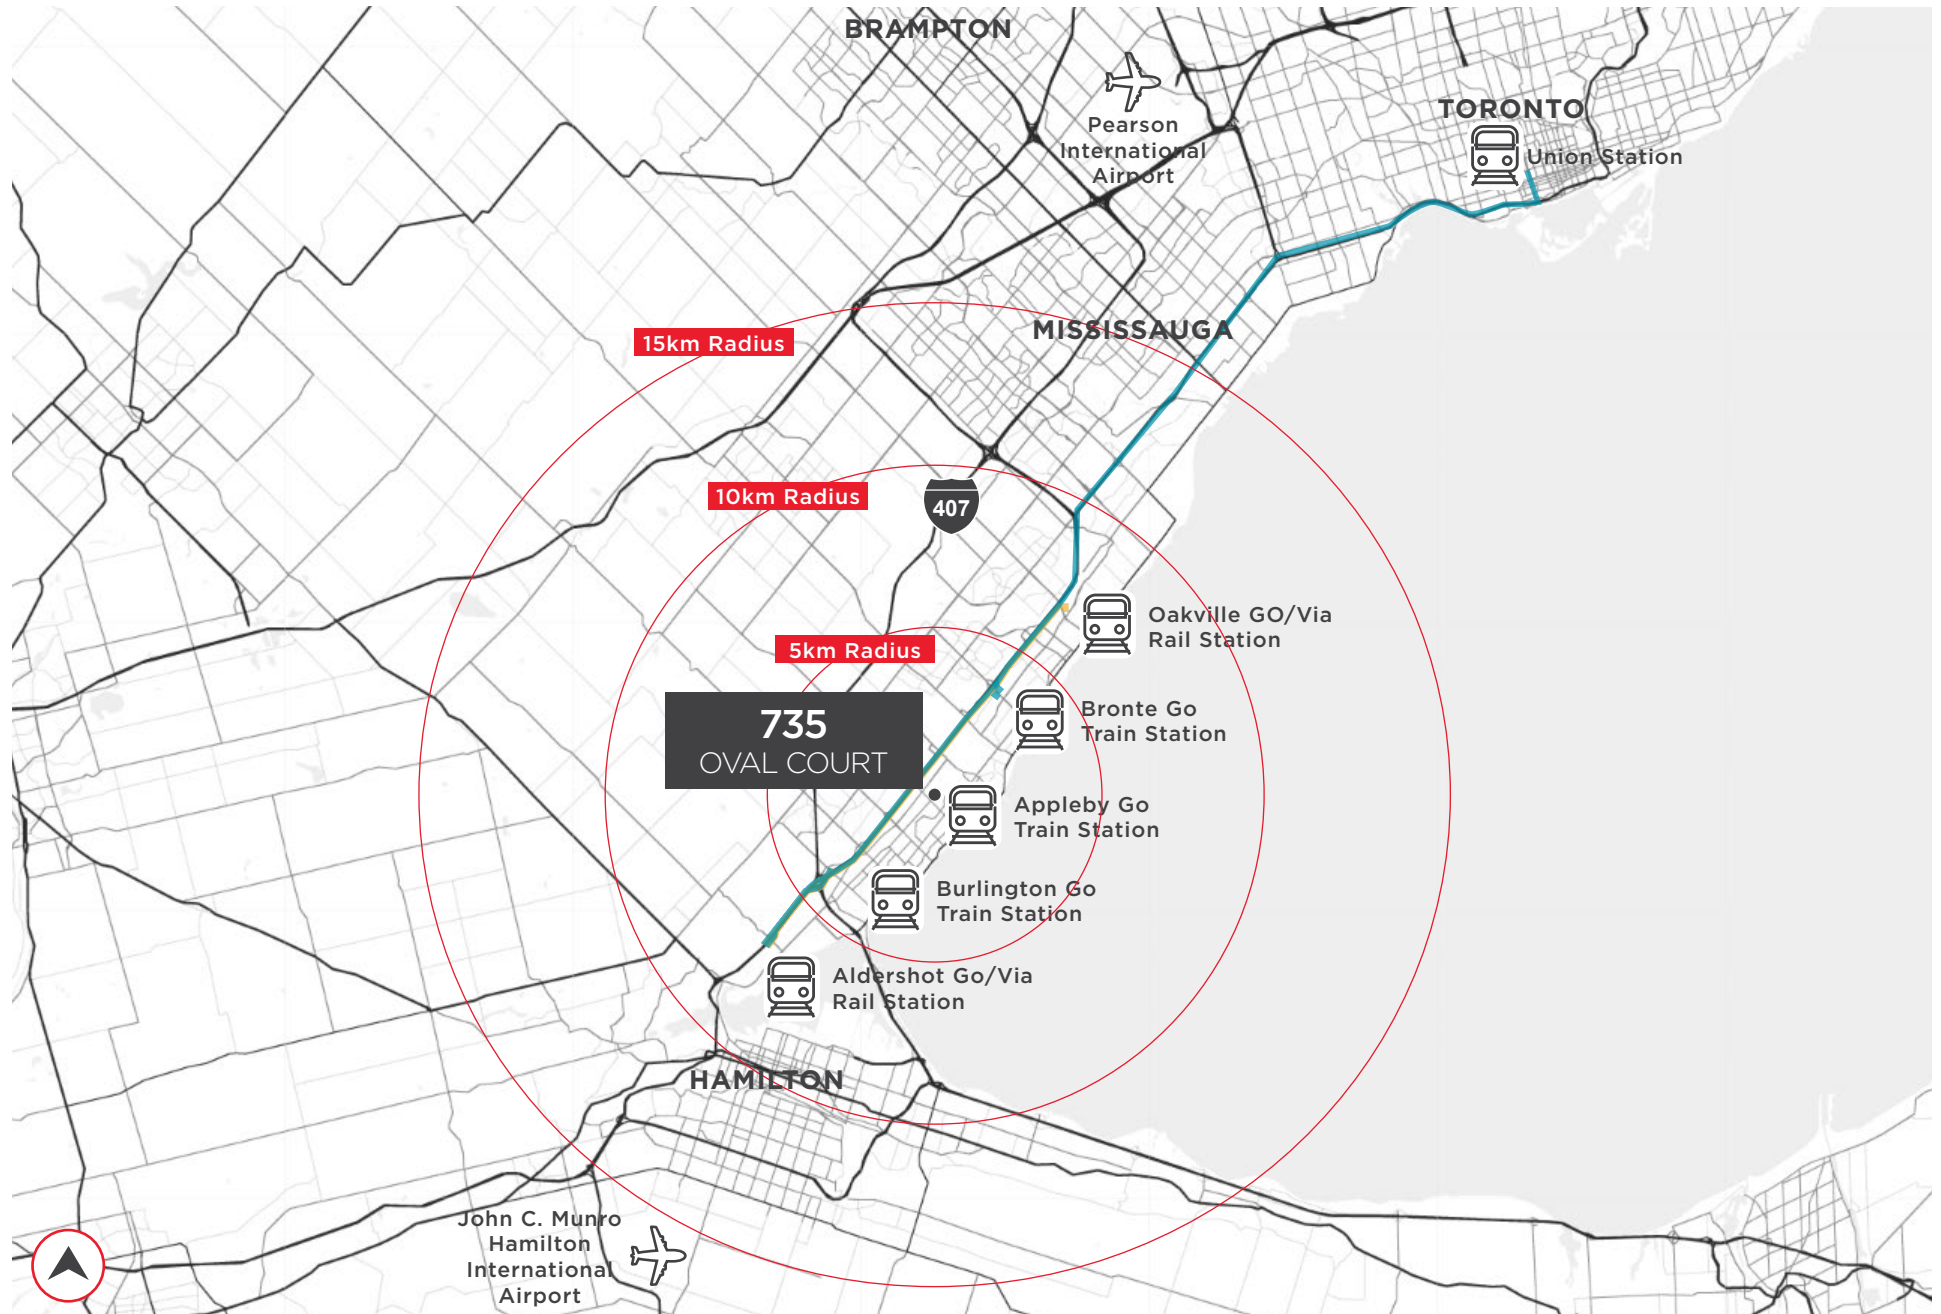 BRAMPTON
Pearson
International
Airport
TORONTO
Union Station
MISSISSAUGA
15km Radius
10km Radius
407
Oakville GO/Via
Rail Station
5km Radius
735
OVAL COURT
Bronte Go
Train Station
Appleby Go
Train Station
Burlington Go
Train Station
Aldershot Go/Via
Rail Station
HAMILTON
John C. Munro
Hamilton
International
Airport